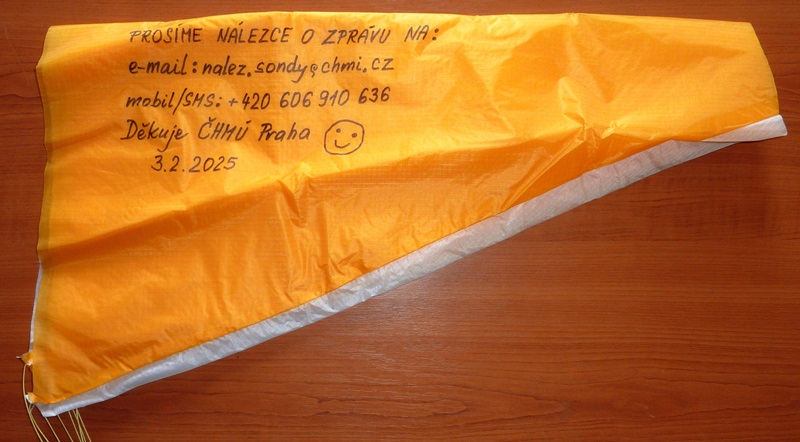 PROSÍME NÁLEZCE O ZPRÁVU NA:
e-mail: nalez.sondy@chmi.cz
mobil/SMS: +420 606 910 636
Děkuje ČHMÚ Praha
3.2.2025